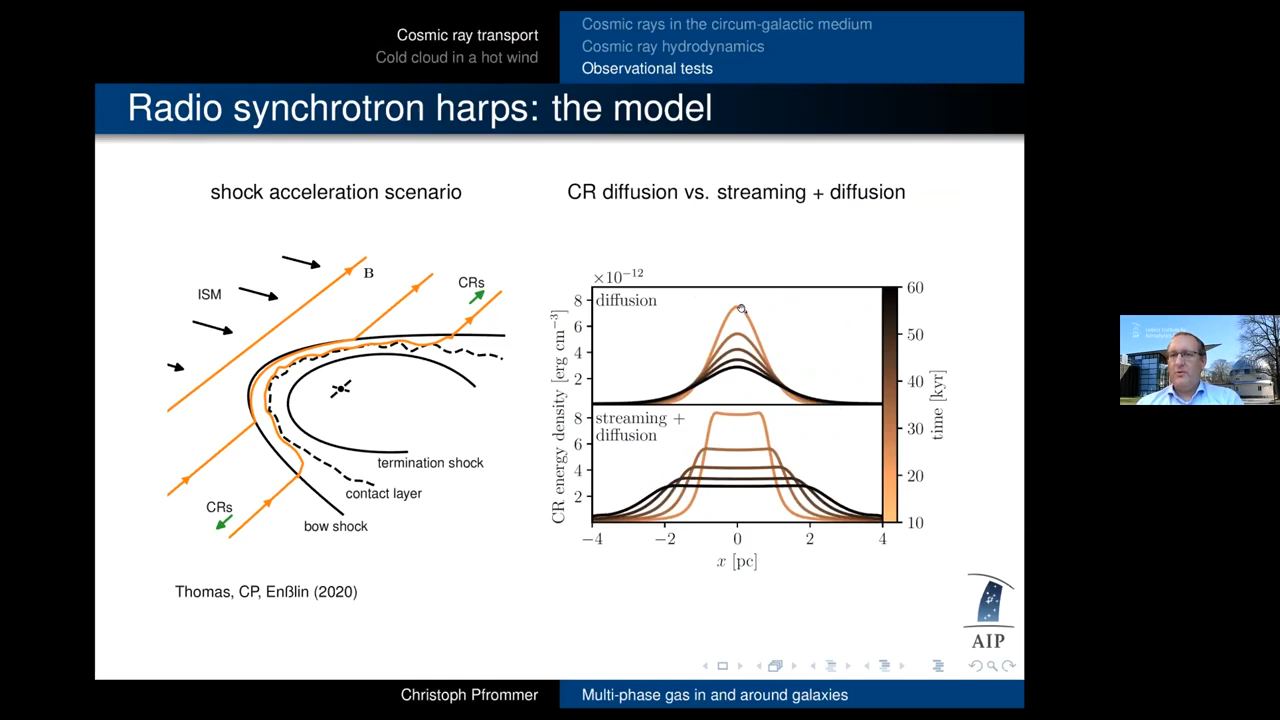 Cosmic ray transport
Cold cloud in a hot wind
Cosmic rays in the circum-galactic medium
Cosmic ray hydrodynamics
Observational tests
Radio synchrotron harps: the model
shock acceleration scenario
ISM
B
CRs
termination shock
contact layer
bow shock
CRs
CR diffusion vs. streaming + diffusion
×10⁻¹²
diffusion
8
6
4
2
streaming +
diffusion
8
6
4
2
CR energy density [erg cm⁻³]
−4 −2 0 2 4
x [pc]
60
50
40
30
20
10
time [kyr]
Thomas, CP, Enßlin (2020)
AIP
Christoph Pfrommer
Multi-phase gas in and around galaxies